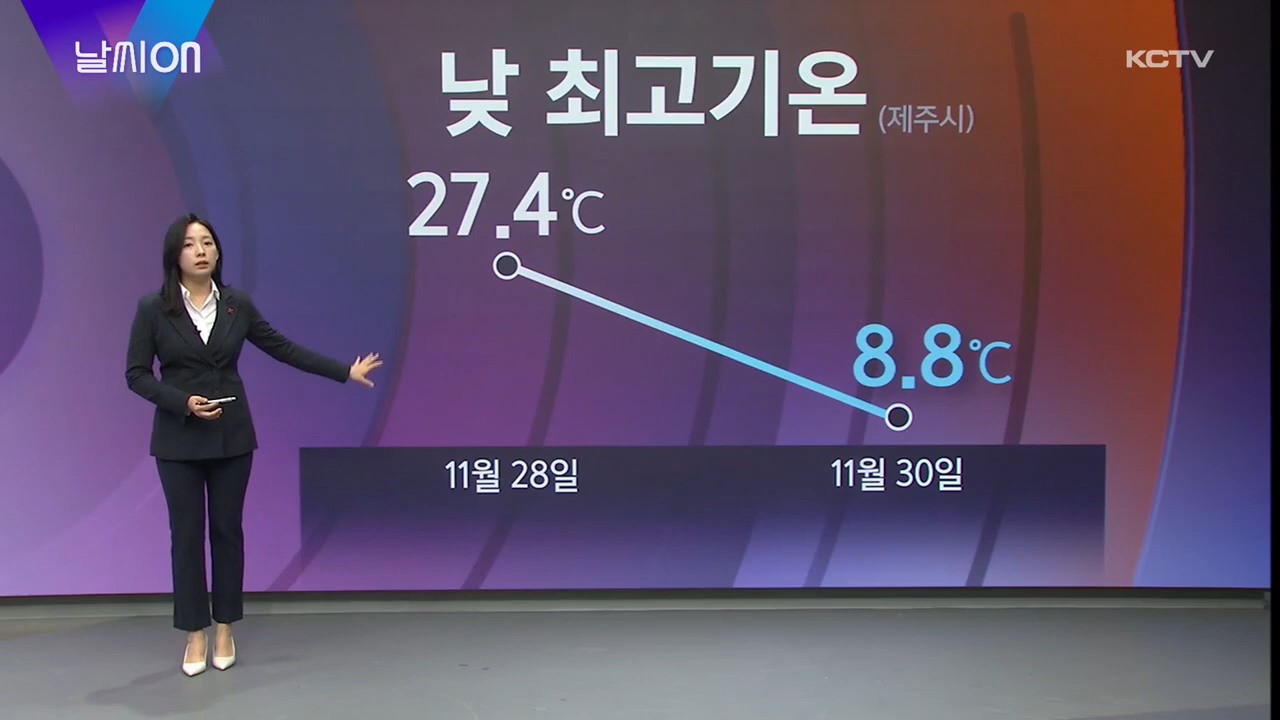 날씨ON
KCTV
낮 최고기온 (제주시)
27.4℃
8.8℃
11월 28일
11월 30일